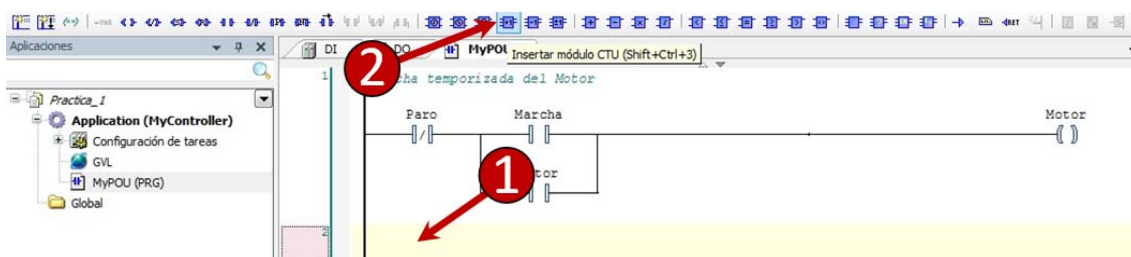 Aplicaciones
DI
DO
MyPOU
Insertar módulo CTU (Shift+Ctrl+3)
2
1
cha temporizada del Motor
Practica_1
Application (MyController)
Configuración de tareas
GVL
MyPOU (PRG)
Global
Paro
Marcha
Motor
tor
1
2